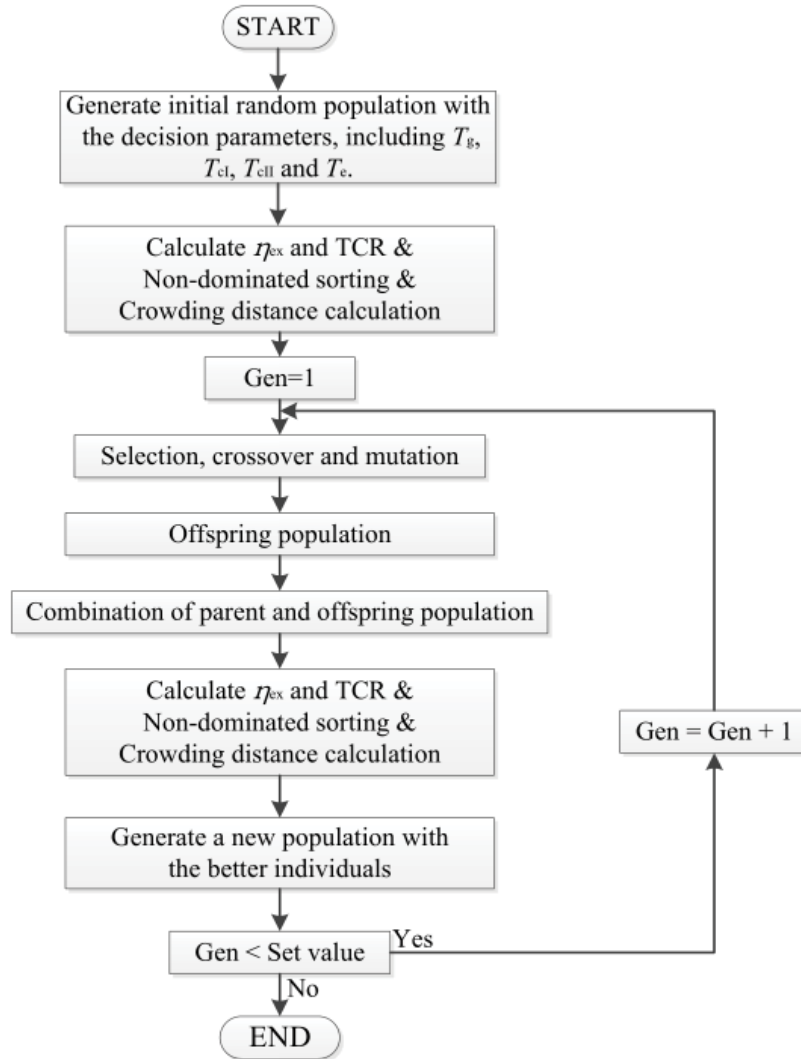 START
Generate initial random population with
the decision parameters, including Tg,
TcI, TcII and Te.
Calculate ηex and TCR &
Non-dominated sorting &
Crowding distance calculation
Gen=1
Selection, crossover and mutation
Offspring population
Combination of parent and offspring population
Calculate ηex and TCR &
Non-dominated sorting &
Crowding distance calculation
Gen = Gen + 1
Generate a new population with
the better individuals
Gen < Set value
Yes
No
END